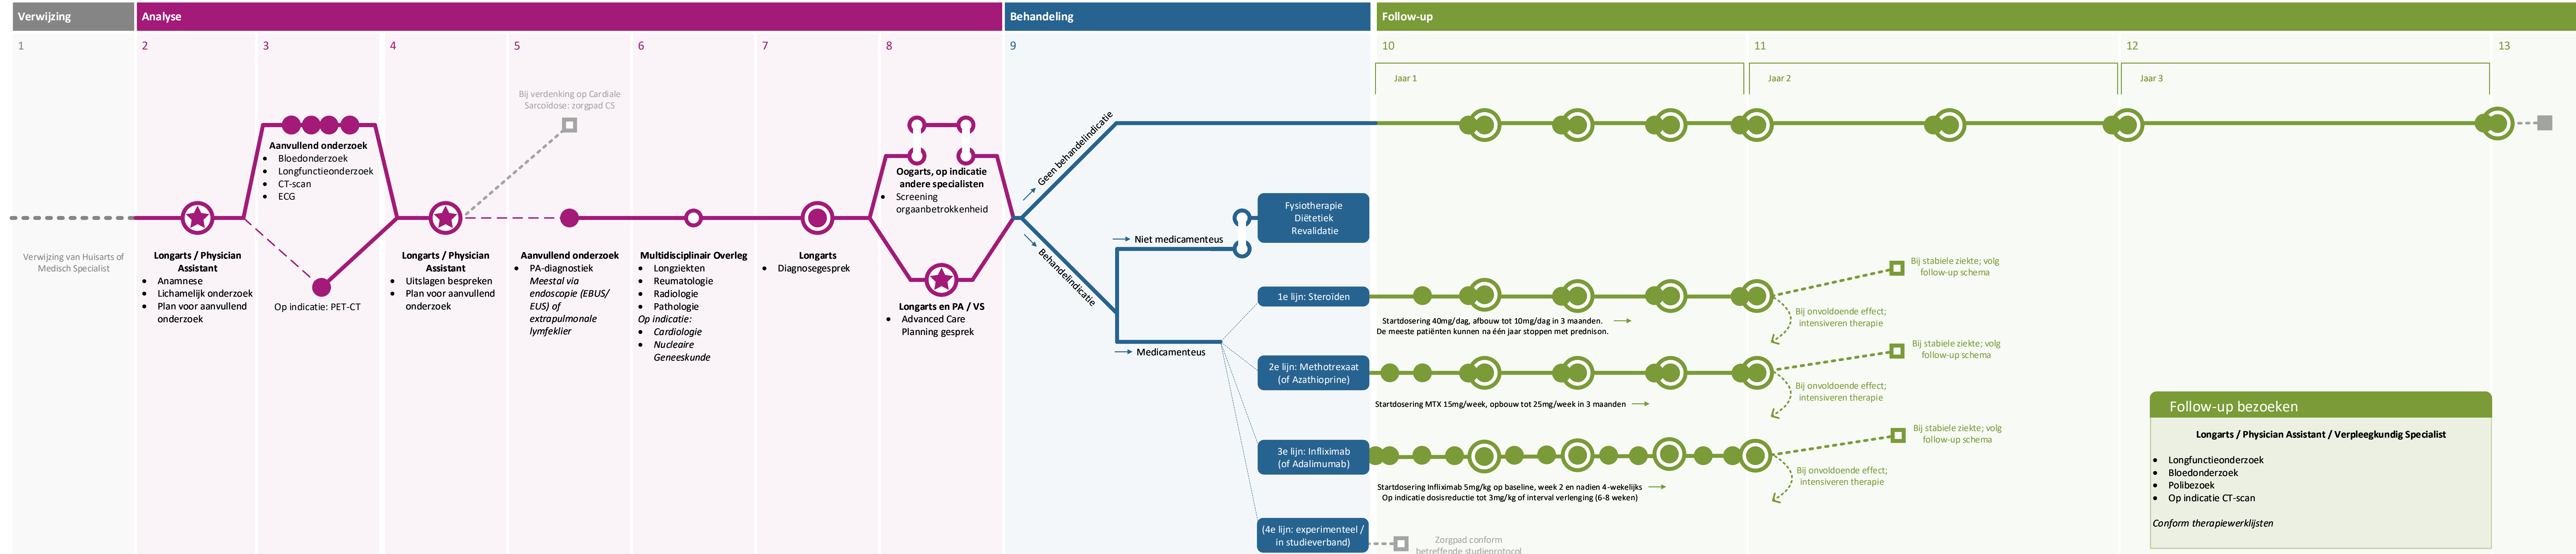 Verwijzing
Analyse
Behandeling
Follow-up
1
2
3
4
5
6
7
8
9
10
11
12
13
Jaar 1
Jaar 2
Jaar 3
Verwijzing van Huisarts of
Medisch Specialist
Longarts / Physician
Assistant
• Anamnese
• Lichamelijk onderzoek
• Plan voor aanvullend
onderzoek
Aanvullend onderzoek
• Bloedonderzoek
• Longfunctieonderzoek
• CT-scan
• ECG
Op indicatie: PET-CT
Longarts / Physician
Assistant
• Uitslagen bespreken
• Plan voor aanvullend
onderzoek
Bij verdenking op Cardiale
Sarcoïdose: zorgpad CS
Aanvullend onderzoek
• PA-diagnostiek
Meestal via
endoscopie (EBUS/
EUS) of
extrapulmonale
lymfeklier
Multidisciplinair Overleg
• Longziekten
• Reumatologie
• Radiologie
• Pathologie
Op indicatie:
• Cardiologie
• Nucleaire
Geneeskunde
Longarts
• Diagnosegesprek
Oogarts, op indicatie
andere specialisten
• Screening
orgaanbetrokkenheid
Longarts en PA / VS
• Advanced Care
Planning gesprek
Geen behandelindicatie
Behandelindicatie
Niet medicamenteus
Medicamenteus
Fysiotherapie
Diëtetiek
Revalidatie
1e lijn: Steroïden
2e lijn: Methotrexaat
(of Azathioprine)
3e lijn: Infliximab
(of Adalimumab)
(4e lijn: experimenteel /
in studieverband)
Startdosering 40mg/dag, afbouw tot 10mg/dag in 3 maanden.
De meeste patiënten kunnen na één jaar stoppen met prednison.
Bij stabiele ziekte; volg
follow-up schema
Bij onvoldoende effect;
intensiveren therapie
Startdosering MTX 15mg/week, opbouw tot 25mg/week in 3 maanden
Bij stabiele ziekte; volg
follow-up schema
Bij onvoldoende effect;
intensiveren therapie
Startdosering Infliximab 5mg/kg op baseline, week 2 en nadien 4-wekelijks
Op indicatie dosisreductie tot 3mg/kg of interval verlenging (6-8 weken)
Bij stabiele ziekte; volg
follow-up schema
Bij onvoldoende effect;
intensiveren therapie
Zorgpad conform
betreffende studieprotocol
Follow-up bezoeken
Longarts / Physician Assistant / Verpleegkundig Specialist
• Longfunctieonderzoek
• Bloedonderzoek
• Polibezoek
• Op indicatie CT-scan
Conform therapiewerklijsten